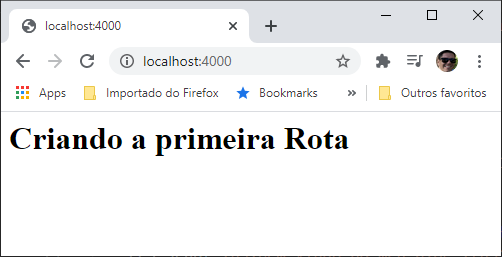 localhost:4000
localhost:4000
Apps
Importado do Firefox
Bookmarks
»
Outros favoritos
Criando a primeira Rota